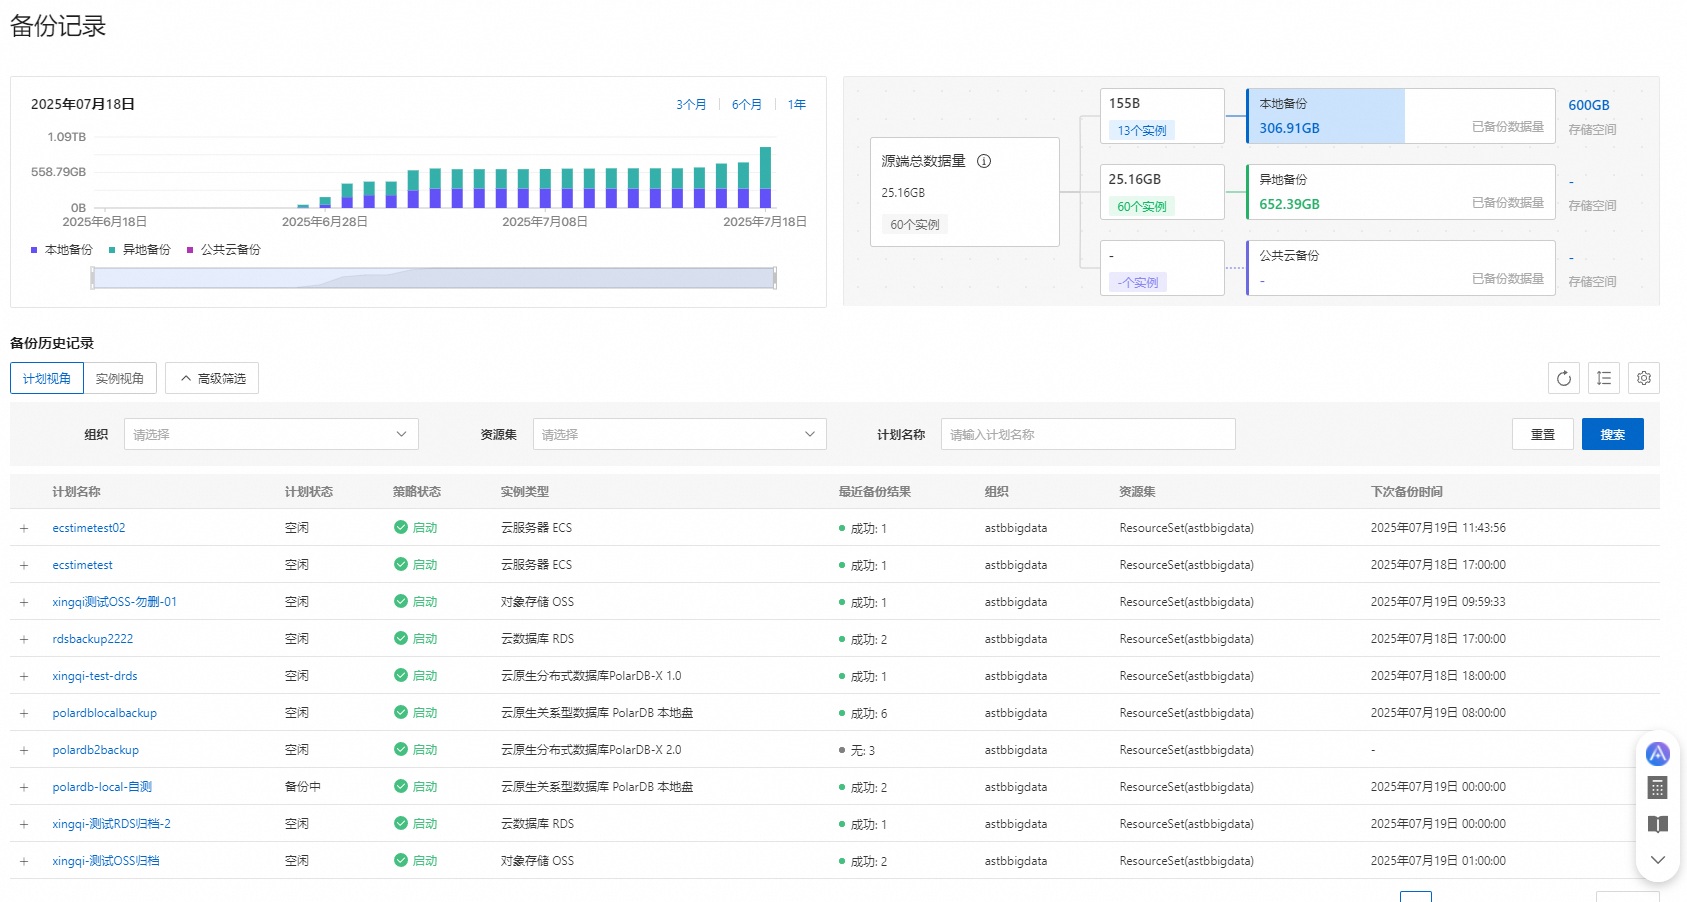 备份记录
2025年07月18日
3个月 6个月 1年
1.09TB
558.79GB
0B
2025年6月18日 2025年6月28日 2025年7月08日 2025年7月18日
本地备份 异地备份 公共云备份
源端总数据量
25.16GB
60个实例
155B
13个实例
本地备份
306.91GB
已备份数据量
600GB
存储空间
25.16GB
60个实例
异地备份
652.39GB
已备份数据量
-
存储空间
-
-个实例
公共云备份
-
已备份数据量
-
存储空间
备份历史记录
计划视角 实例视角 高级筛选
组织 请选择 资源集 请选择 计划名称 请输入计划名称 重置 搜索
计划名称 计划状态 策略状态 实例类型 最近备份结果 组织 资源集 下次备份时间
+ ecstimetest02 空闲 启动 云服务器 ECS 成功: 1 astbbigdata ResourceSet(astbbigdata) 2025年07月19日 11:43:56
+ ecstimetest 空闲 启动 云服务器 ECS 成功: 1 astbbigdata ResourceSet(astbbigdata) 2025年07月18日 17:00:00
+ xingqi测试OSS-勿删-01 空闲 启动 对象存储 OSS 成功: 1 astbbigdata ResourceSet(astbbigdata) 2025年07月19日 09:59:33
+ rdsbackup2222 空闲 启动 云数据库 RDS 成功: 2 astbbigdata ResourceSet(astbbigdata) 2025年07月18日 17:00:00
+ xingqi-test-drds 空闲 启动 云原生分布式数据库PolarDB-X 1.0 成功: 1 astbbigdata ResourceSet(astbbigdata) 2025年07月18日 18:00:00
+ polardblocalbackup 空闲 启动 云原生关系型数据库 PolarDB 本地盘 成功: 6 astbbigdata ResourceSet(astbbigdata) 2025年07月19日 08:00:00
+ polardb2backup 空闲 启动 云原生分布式数据库PolarDB-X 2.0 无: 3 astbbigdata ResourceSet(astbbigdata) -
+ polardb-local-自测 备份中 启动 云原生关系型数据库 PolarDB 本地盘 成功: 2 astbbigdata ResourceSet(astbbigdata) 2025年07月19日 00:00:00
+ xingqi-测试RDS归档-2 空闲 启动 云数据库 RDS 成功: 1 astbbigdata ResourceSet(astbbigdata) 2025年07月19日 00:00:00
+ xingqi-测试OSS归档 空闲 启动 对象存储 OSS 成功: 2 astbbigdata ResourceSet(astbbigdata) 2025年07月19日 01:00:00